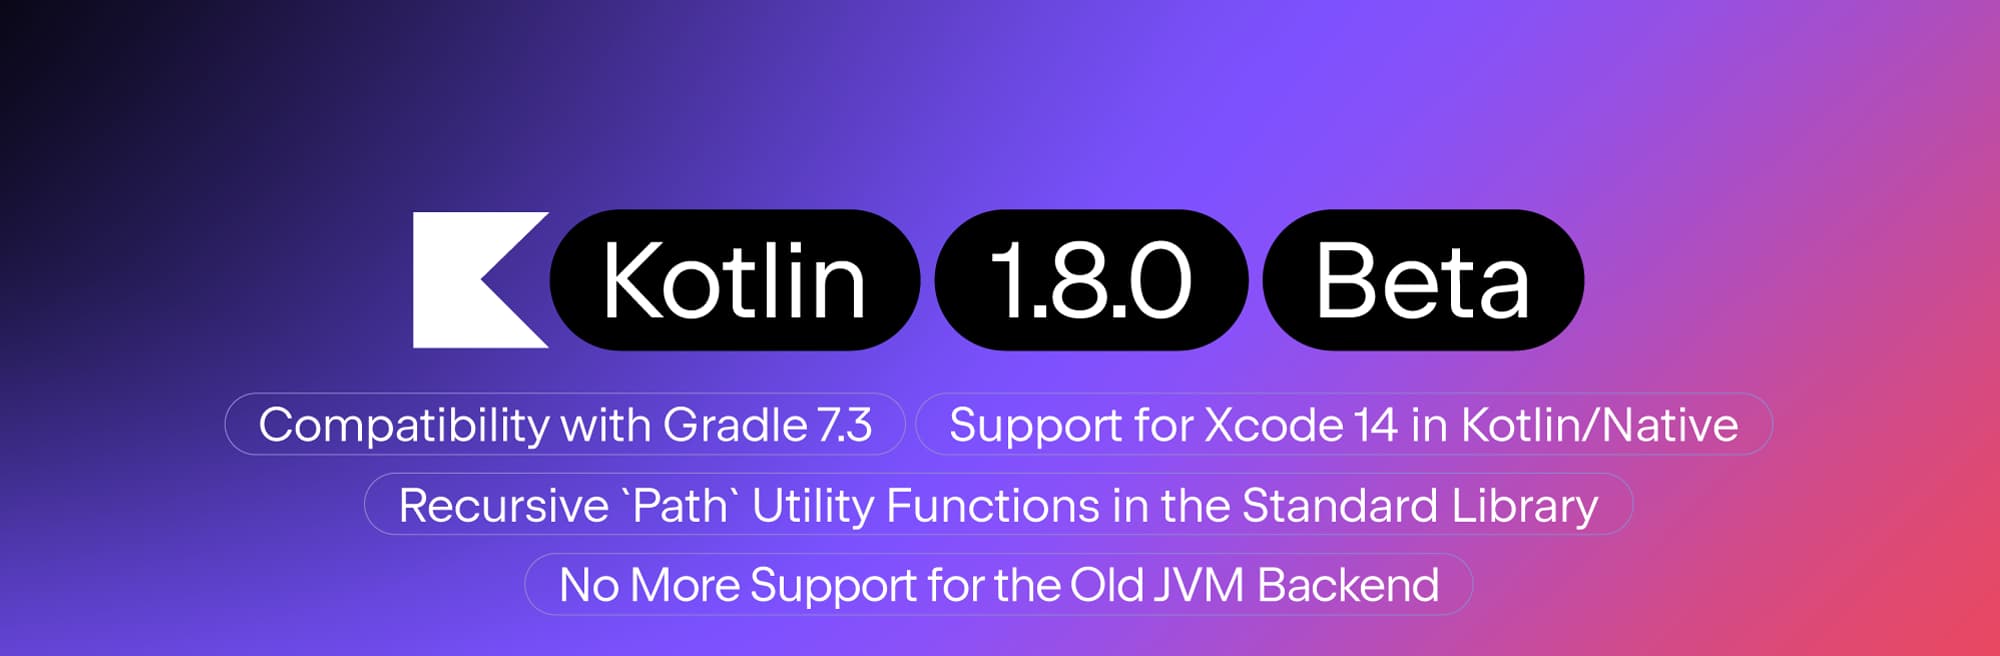 Kotlin 1.8.0 Beta
Compatibility with Gradle 7.3 Support for Xcode 14 in Kotlin/Native
Recursive `Path` Utility Functions in the Standard Library
No More Support for the Old JVM Backend